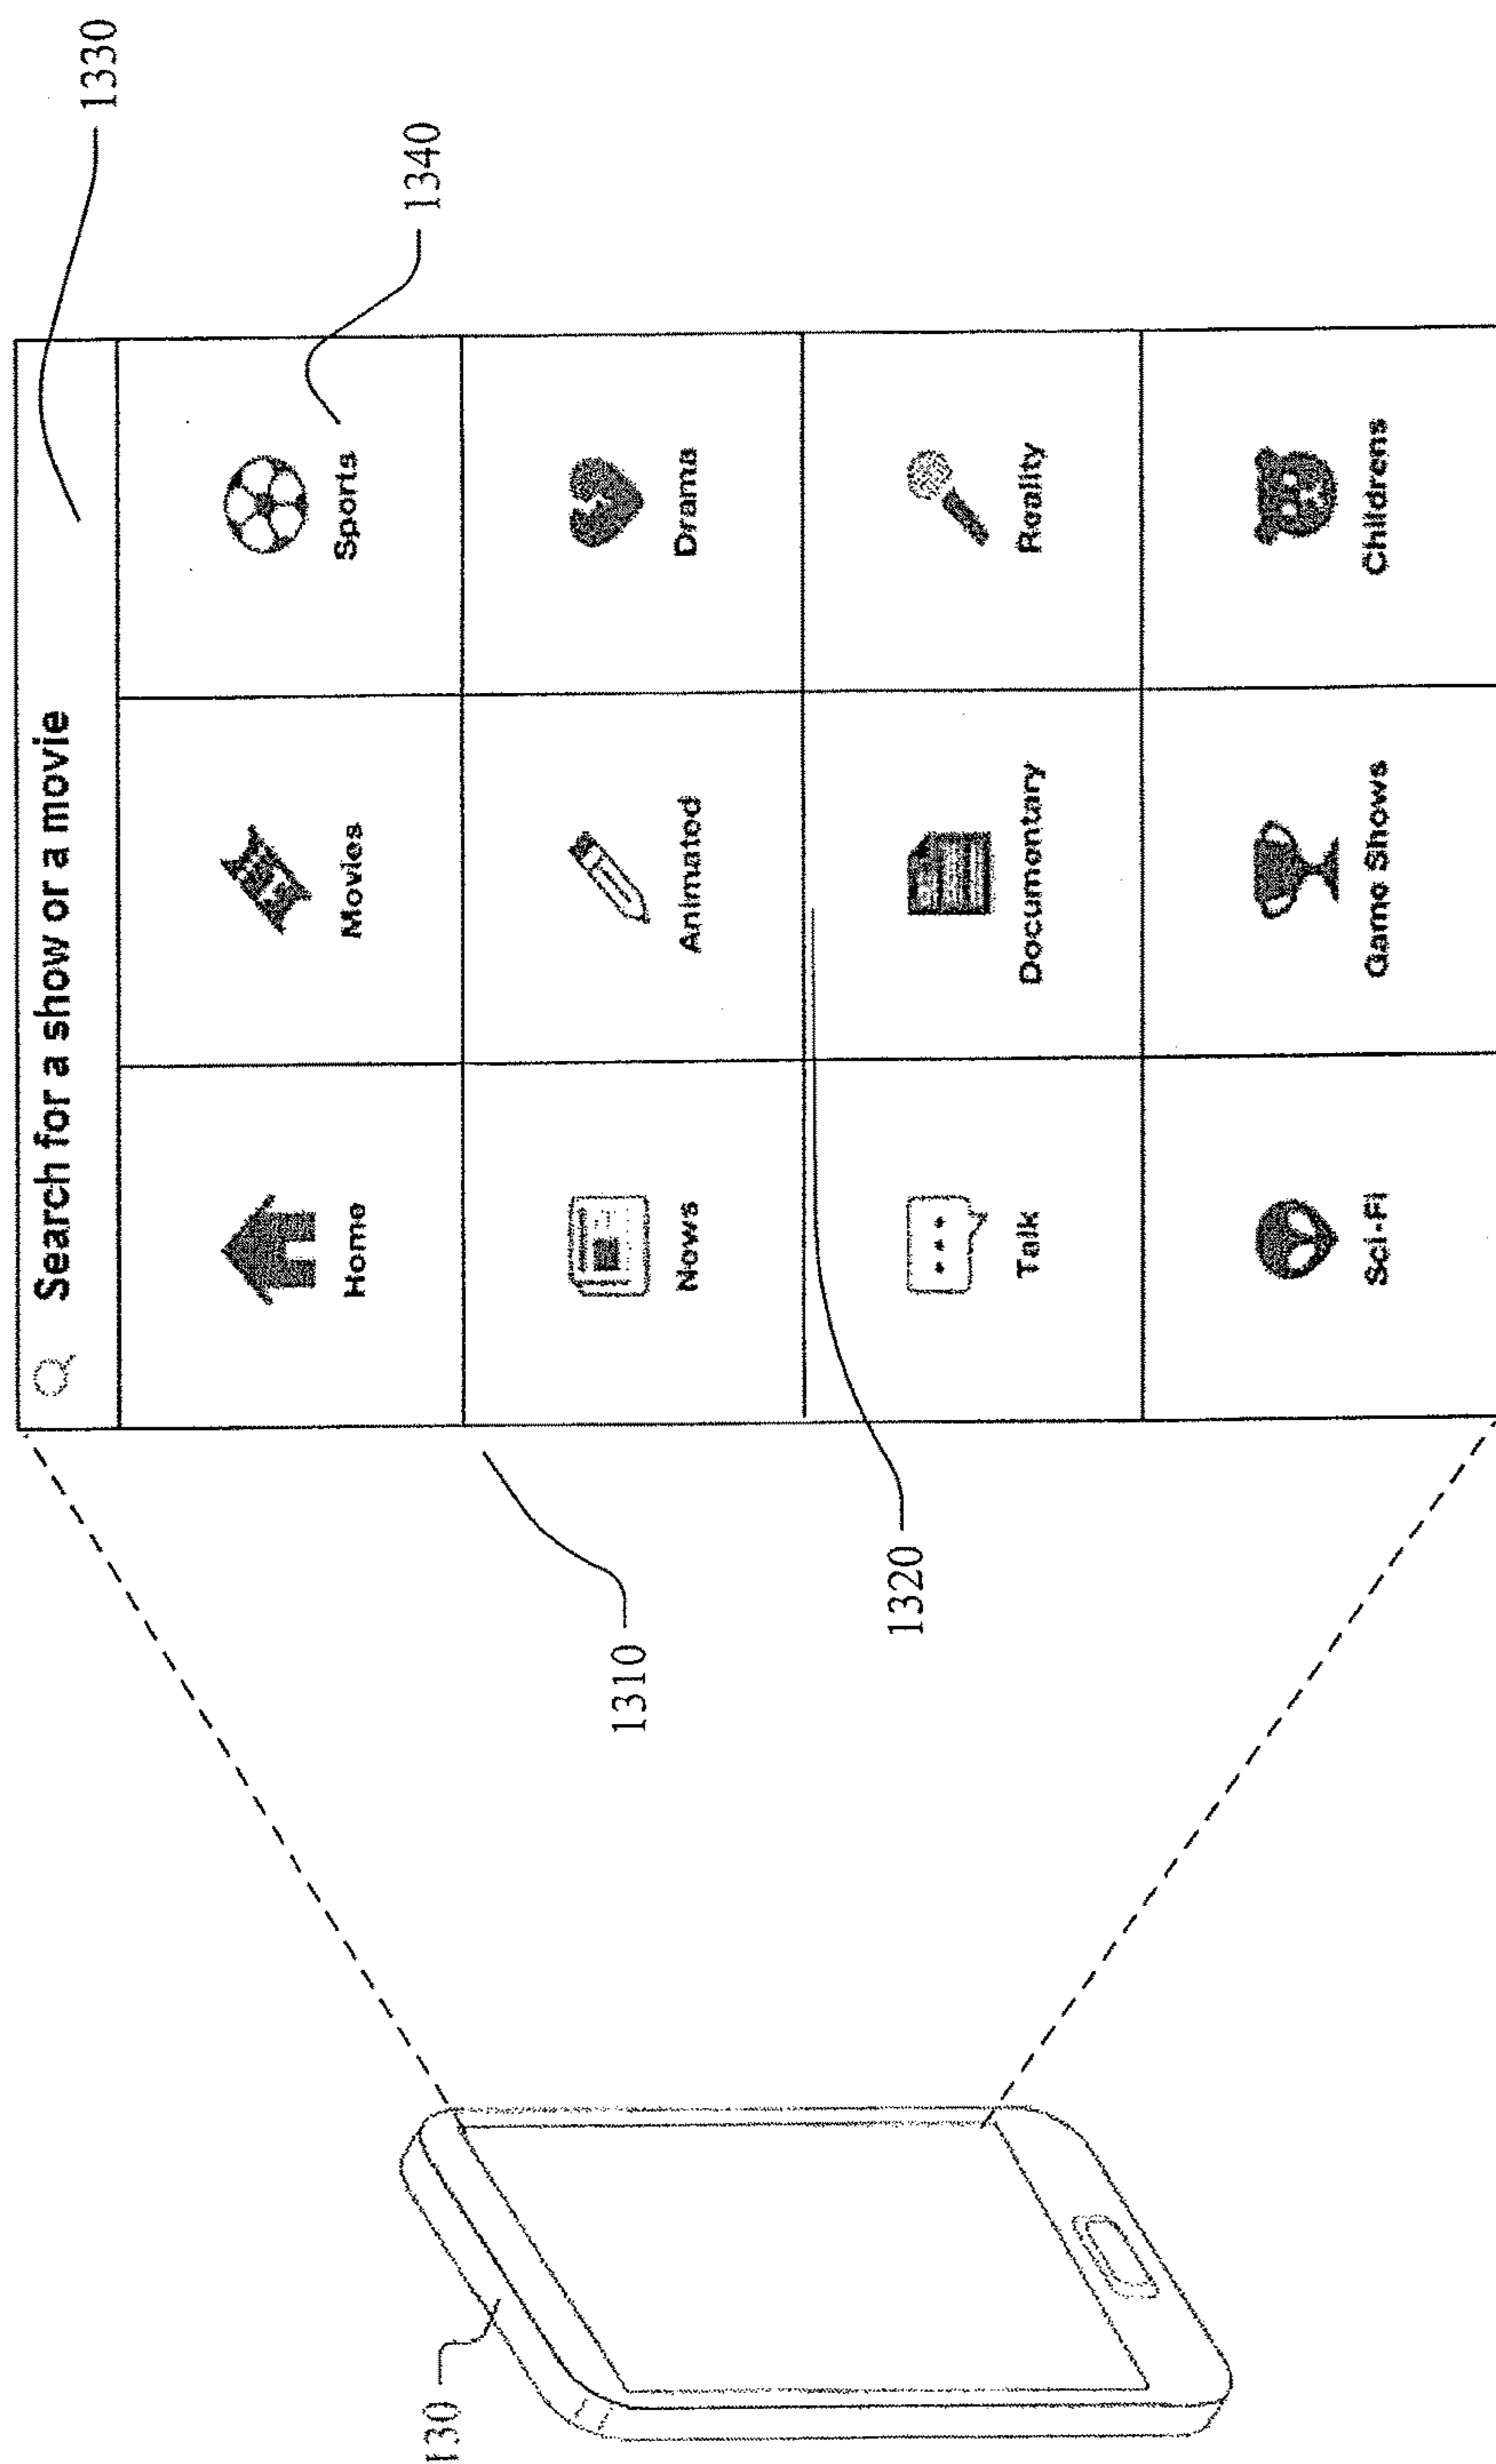 Search for a show or a movie
Home
Movies
Sports
News
Animated
Drama
Talk
Documentary
Reality
Sci-Fi
Game Shows
Childrens
130
1310
1320
1330
1340